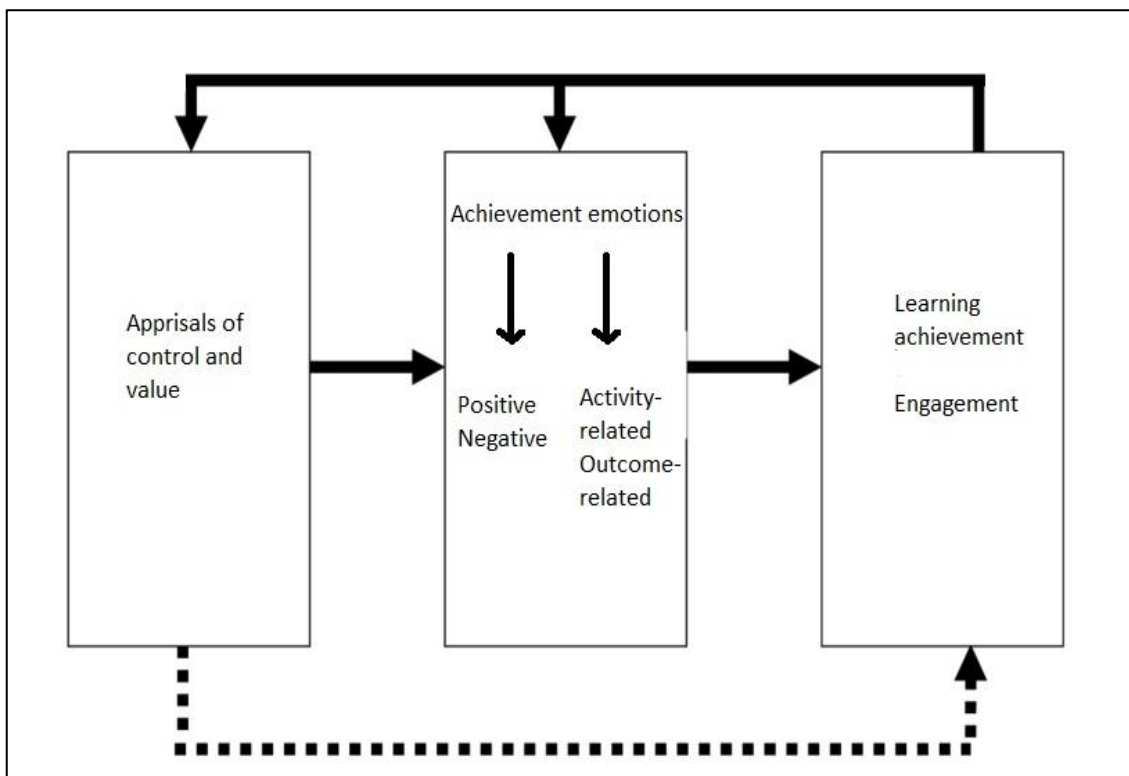 Apprisals of
control and
value
Achievement emotions
Positive
Negative
Activity-
related
Outcome-
related
Learning
achievement
Engagement